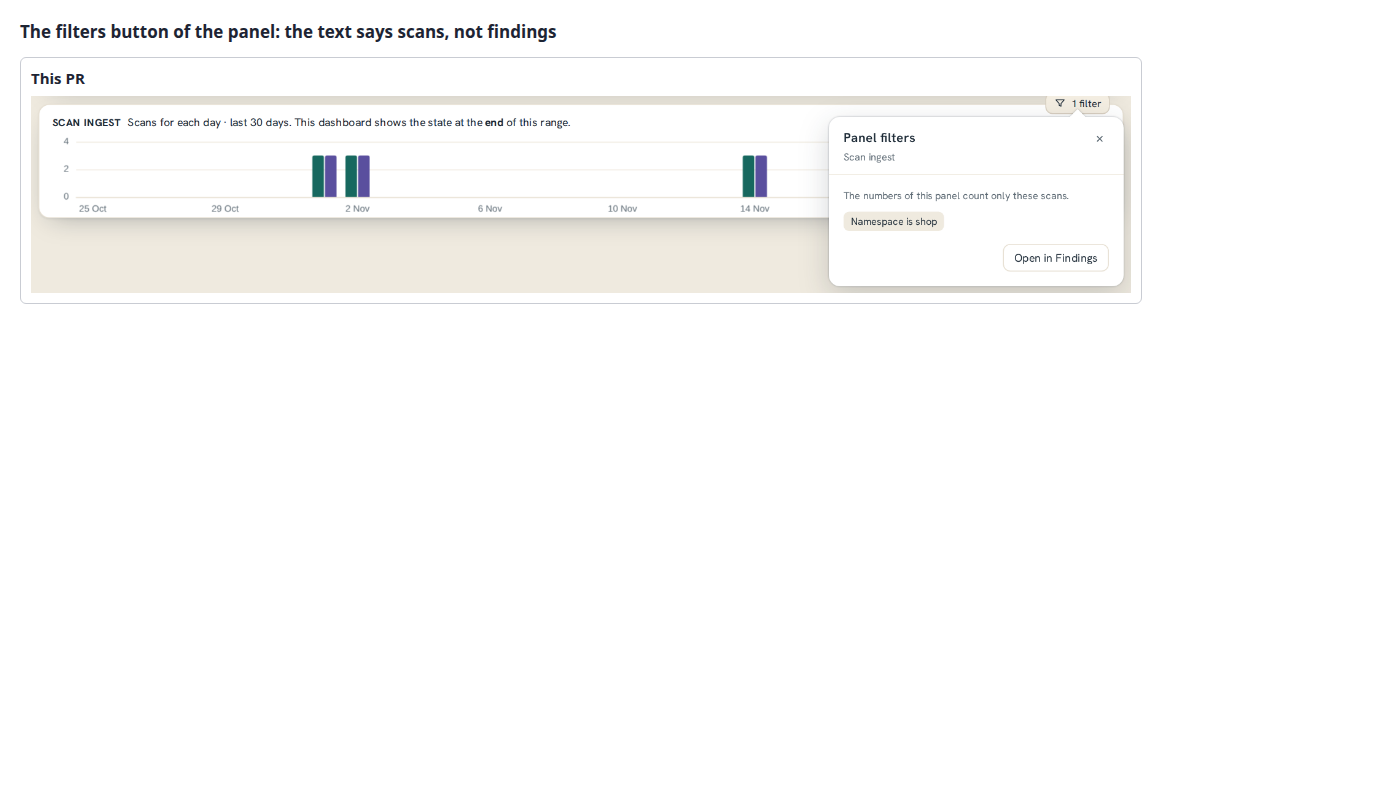 The filters button of the panel: the text says scans, not findings
This PR
1 filter
SCAN INGEST Scans for each day · last 30 days. This dashboard shows the state at the end of this range.
Panel filters
×
Scan ingest
The numbers of this panel count only these scans.
Namespace is shop
Open in Findings
4
2
0
25 Oct 29 Oct 2 Nov 6 Nov 10 Nov 14 Nov